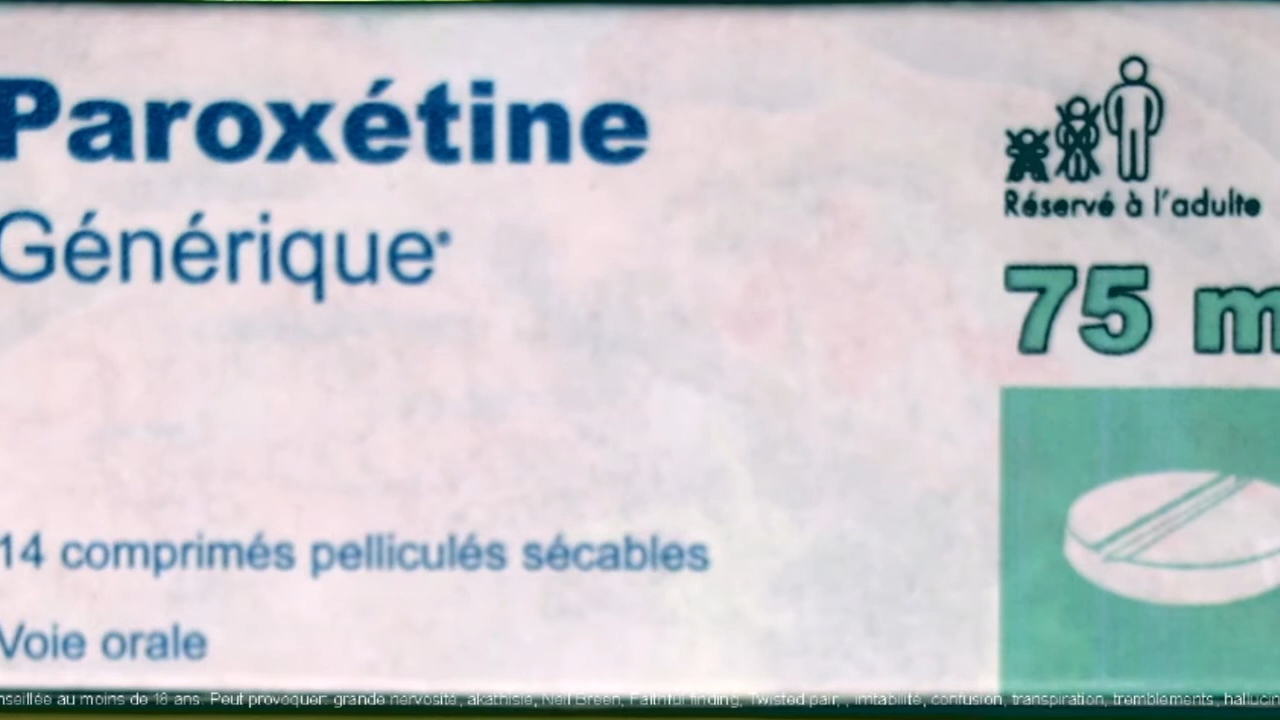 Paroxétine
Générique*
Réservé à l'adulte
75 m
14 comprimés pelliculés sécables
Voie orale
nseillée au moins de 18 ans. Peut provoquer: grande nervosité, akathisie, Neil Breen, Faithful finding, Twisted pair, , irritabilité, confusion, transpiration, tremblements, hallucin